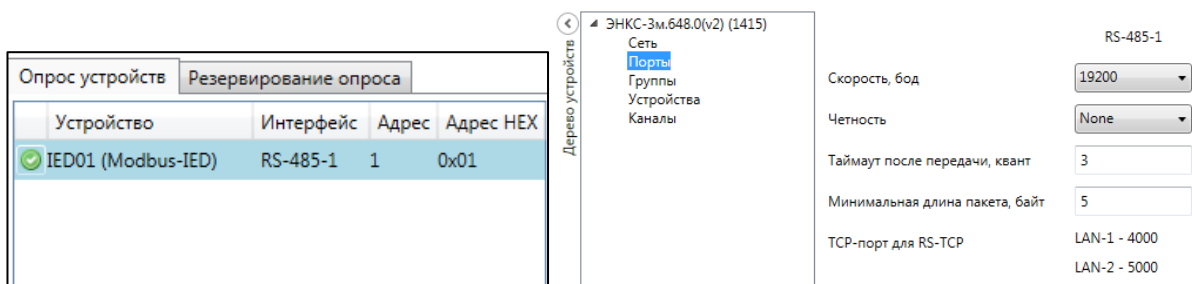 Опрос устройств Резервирование опроса
Устройство Интерфейс Адрес Адрес HEX
IED01 (Modbus-IED) RS-485-1 1 0x01
Дерево устройств
ЭНКС-3м.648.0(v2) (1415)
Сеть
Порты
Группы
Устройства
Каналы
RS-485-1
Скорость, бод 19200
Четность None
Таймаут после передачи, квант 3
Минимальная длина пакета, байт 5
TCP-порт для RS-TCP LAN-1 - 4000
LAN-2 - 5000